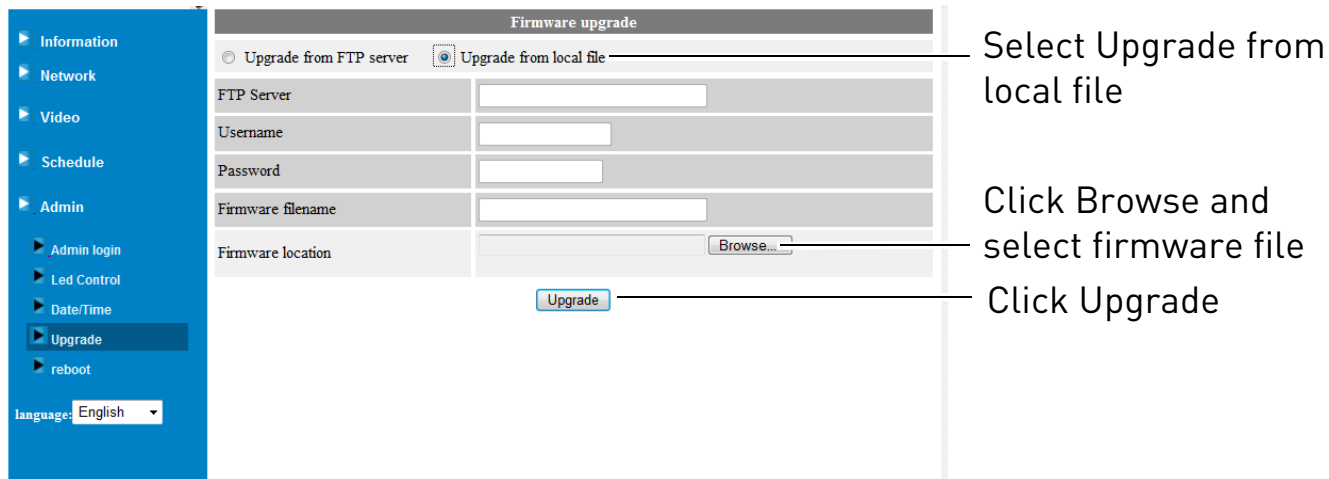 Information
Network
Video
Schedule
Admin
Admin login
Led Control
Date/Time
Upgrade
reboot
language: English
Firmware upgrade
Upgrade from FTP server Upgrade from local file
FTP Server
Username
Password
Firmware filename
Firmware location Browse...
Upgrade
Select Upgrade from
local file
Click Browse and
select firmware file
Click Upgrade